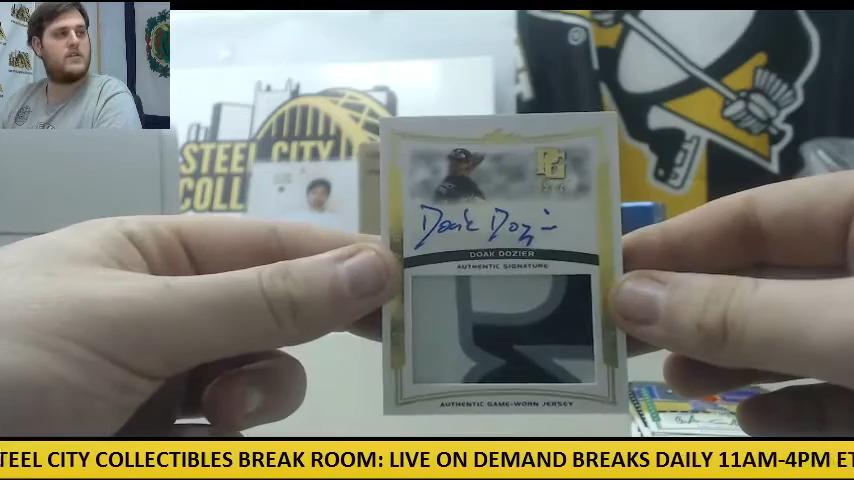 STEEL CITY
COLL
PG
Doak Dozier
DOAK DOZIER
AUTHENTIC SIGNATURE
AUTHENTIC GAME-WORN JERSEY
TEEL CITY COLLECTIBLES BREAK ROOM: LIVE ON DEMAND BREAKS DAILY 11AM-4PM ET